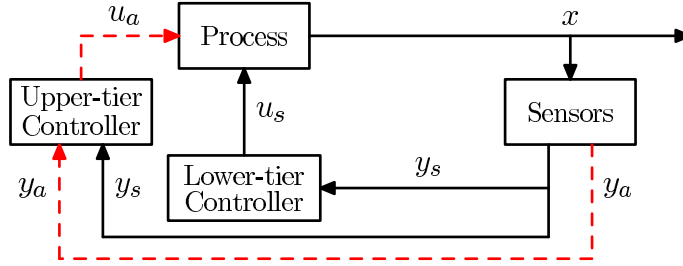 u_a
Process
x
Upper-tier
Controller
u_s
Sensors
y_a
y_s
Lower-tier
Controller
y_s
y_a